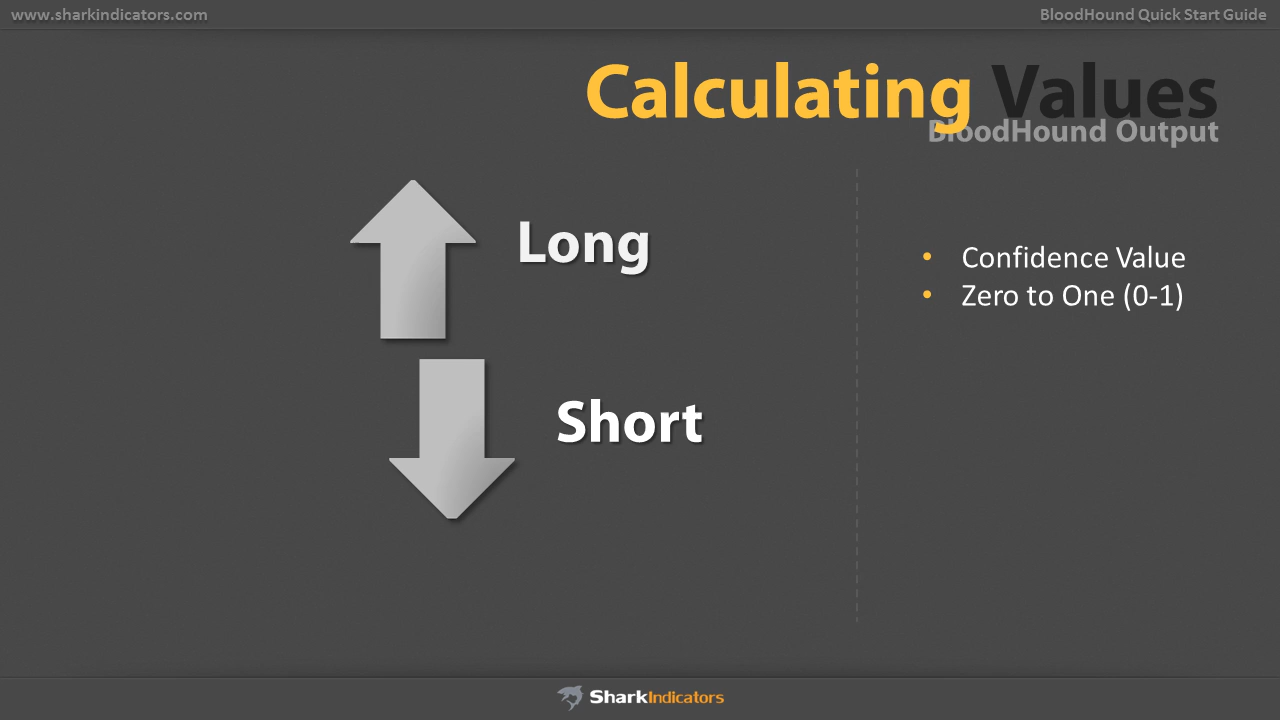 www.sharkindicators.com
BloodHound Quick Start Guide
Calculating Values
BloodHound Output
Long
Short
• Confidence Value
• Zero to One (0-1)
SharkIndicators